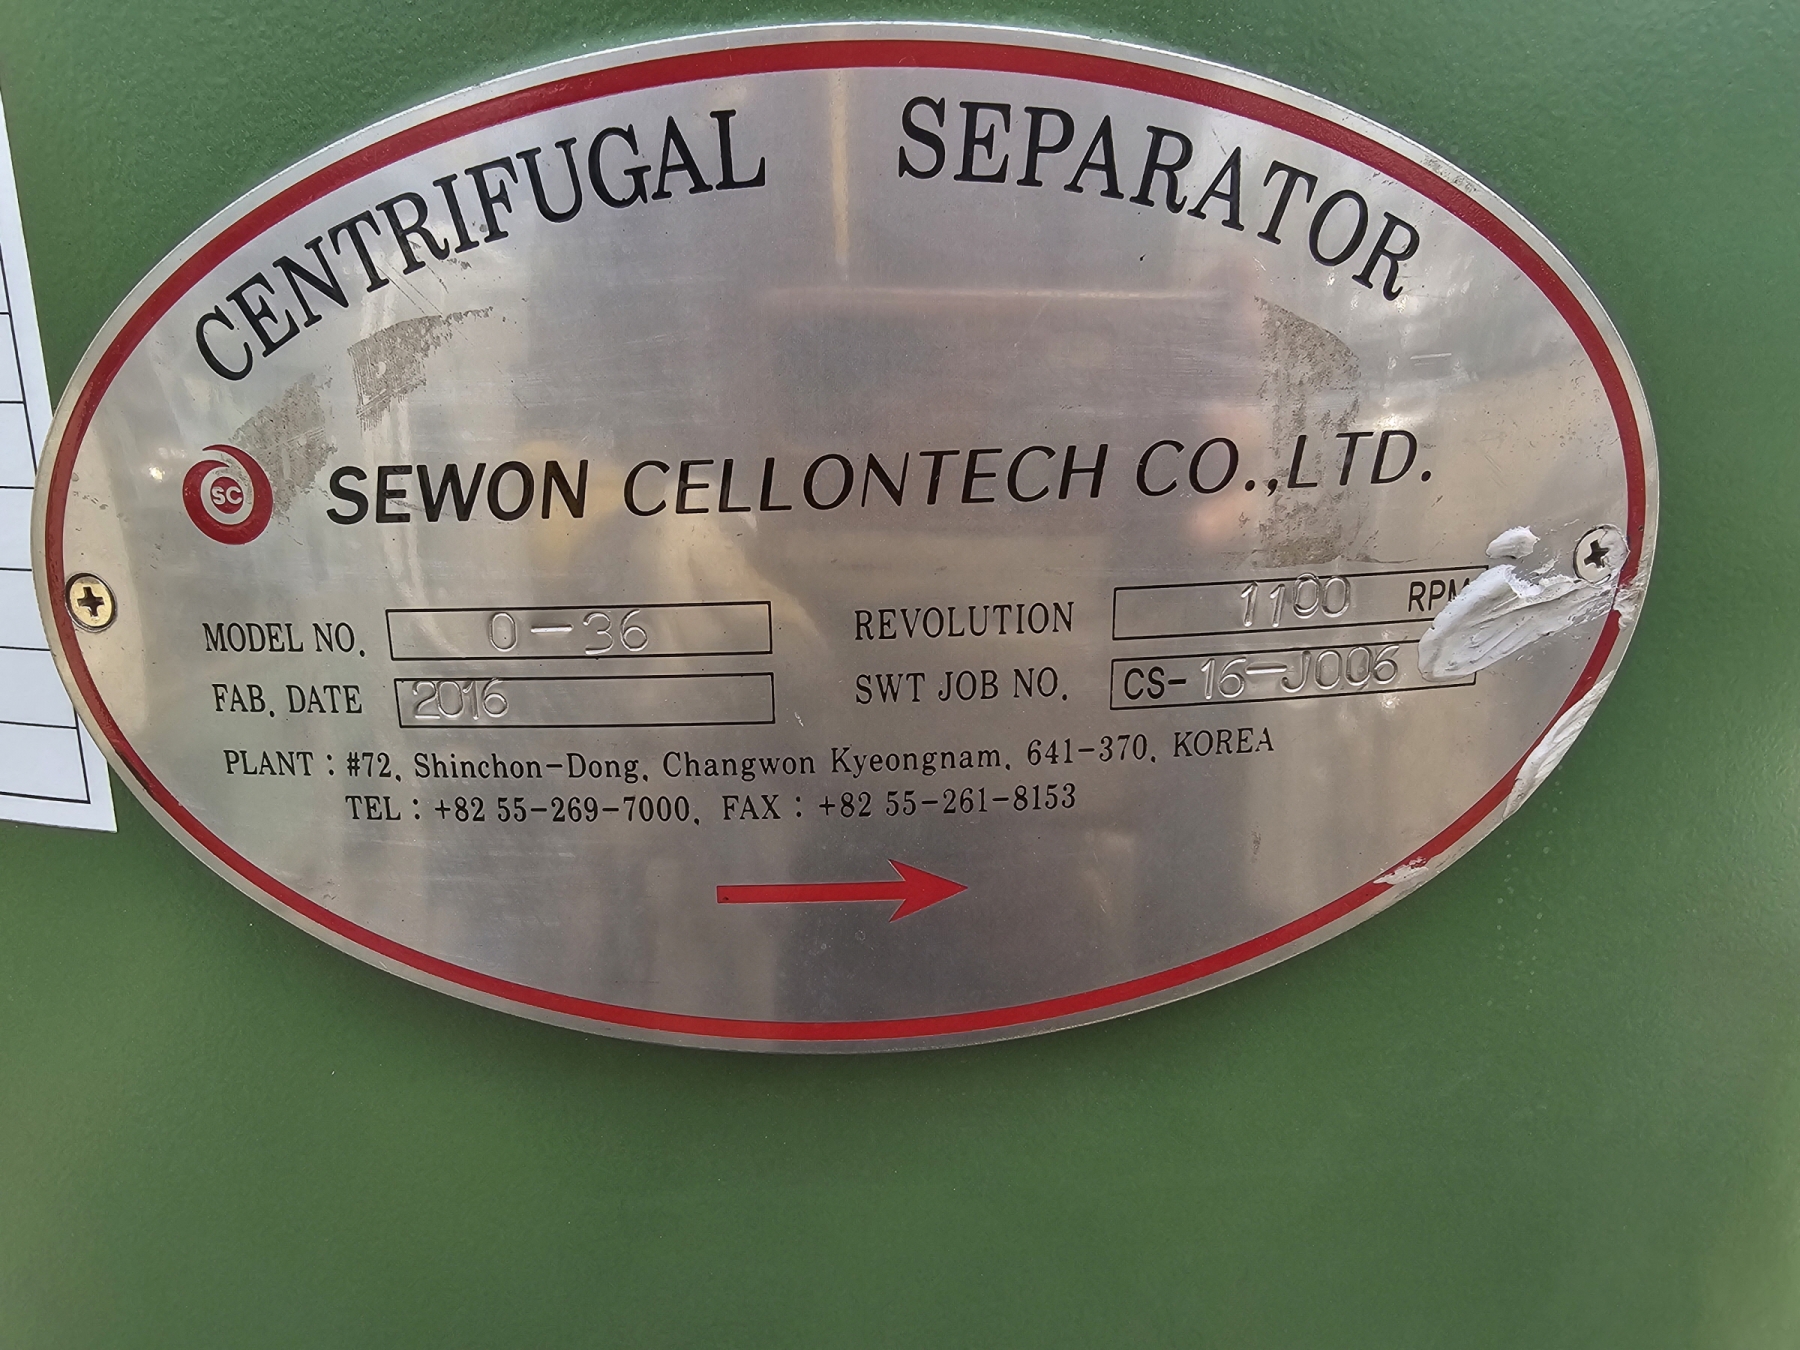 CENTRIFUGAL SEPARATOR
SC SEWON CELLONTECH CO.,LTD.
MODEL NO. 0-36 REVOLUTION 1100 RPM
FAB. DATE 2016 SWT JOB NO. CS-16-J006
PLANT : #72, Shinchon-Dong, Changwon Kyeongnam, 641-370, KOREA
TEL : +82 55-269-7000, FAX : +82 55-261-8153